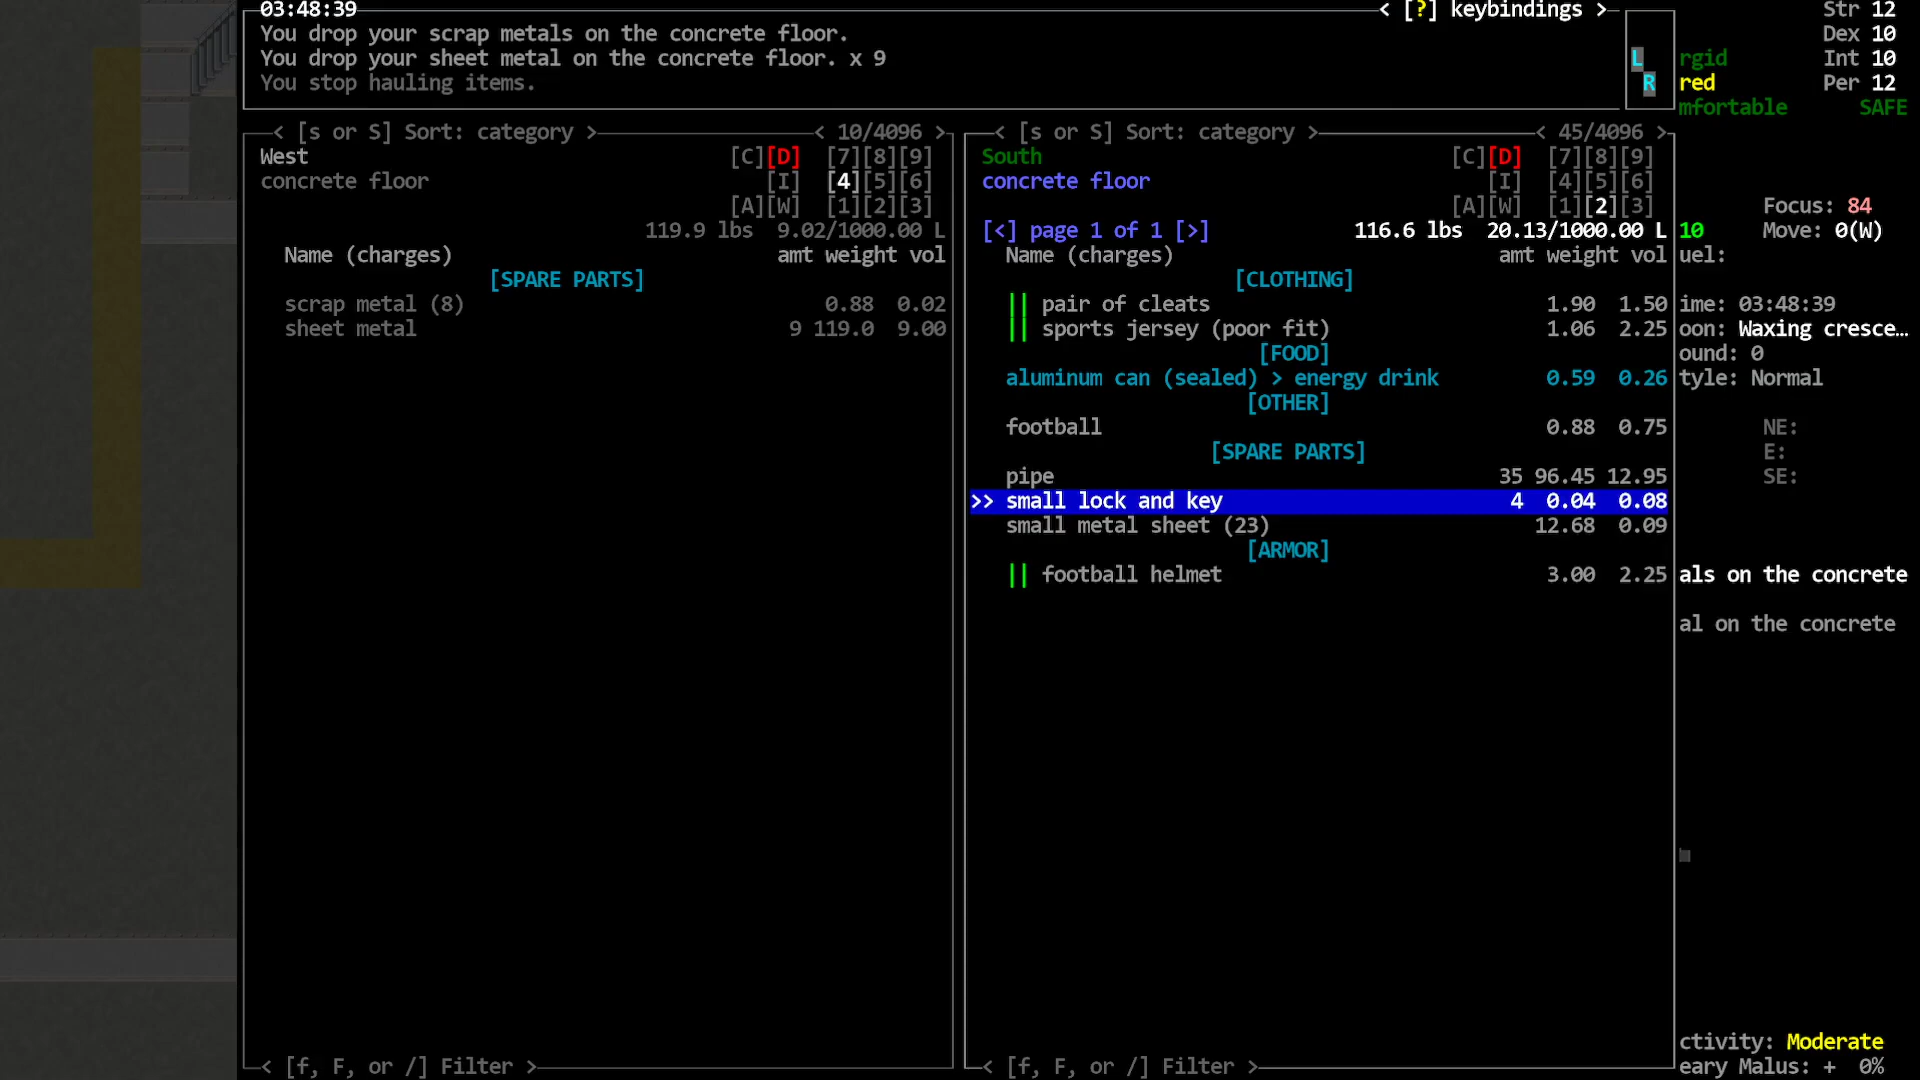 03:48:39
< [?] keybindings >
You drop your scrap metals on the concrete floor.
You drop your sheet metal on the concrete floor. x 9
You stop hauling items.
L
R
Str 12
Dex 10
rgid Int 10
red Per 12
mfortable SAFE
< [s or S] Sort: category > < 10/4096 >
West [C][D] [7][8][9]
concrete floor [I] [4][5][6]
[A][W] [1][2][3]
119.9 lbs 9.02/1000.00 L
Name (charges) amt weight vol
[SPARE PARTS]
scrap metal (8) 0.88 0.02
sheet metal 9 119.0 9.00
< [f, F, or /] Filter >
< [s or S] Sort: category > < 45/4096 >
South [C][D] [7][8][9]
concrete floor [I] [4][5][6]
[A][W] [1][2][3]
[<] page 1 of 1 [>] 116.6 lbs 20.13/1000.00 L
Name (charges) amt weight vol
[CLOTHING]
|| pair of cleats 1.90 1.50
|| sports jersey (poor fit) 1.06 2.25
[FOOD]
aluminum can (sealed) > energy drink 0.59 0.26
[OTHER]
football 0.88 0.75
[SPARE PARTS]
pipe 35 96.45 12.95
>> small lock and key 4 0.04 0.08
small metal sheet (23) 12.68 0.09
[ARMOR]
|| football helmet 3.00 2.25
< [f, F, or /] Filter >
Focus: 84
10 Move: 0(W)
uel:
ime: 03:48:39
oon: Waxing cresce…
ound: 0
tyle: Normal
NE:
E:
SE:
als on the concrete
al on the concrete
ctivity: Moderate
eary Malus: + 0%